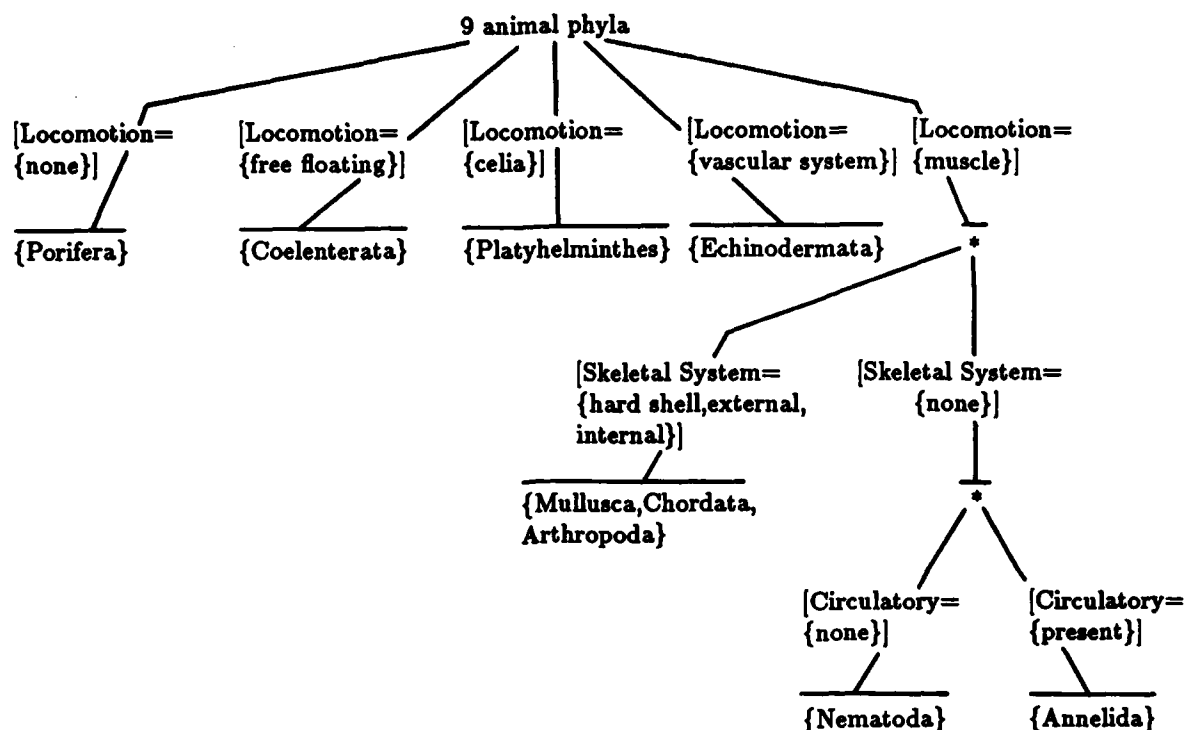 9 animal phyla
[Locomotion=
{none}]
[Locomotion=
{free floating}]
[Locomotion=
{celia}]
[Locomotion=
{vascular system}]
[Locomotion=
{muscle}]
{Porifera}
{Coelenterata}
{Platyhelminthes}
{Echinodermata}
*
[Skeletal System=
{hard shell,external,
internal}]
[Skeletal System=
{none}]
{Mullusca,Chordata,
Arthropoda}
*
[Circulatory=
{none}]
[Circulatory=
{present}]
{Nematoda}
{Annelida}